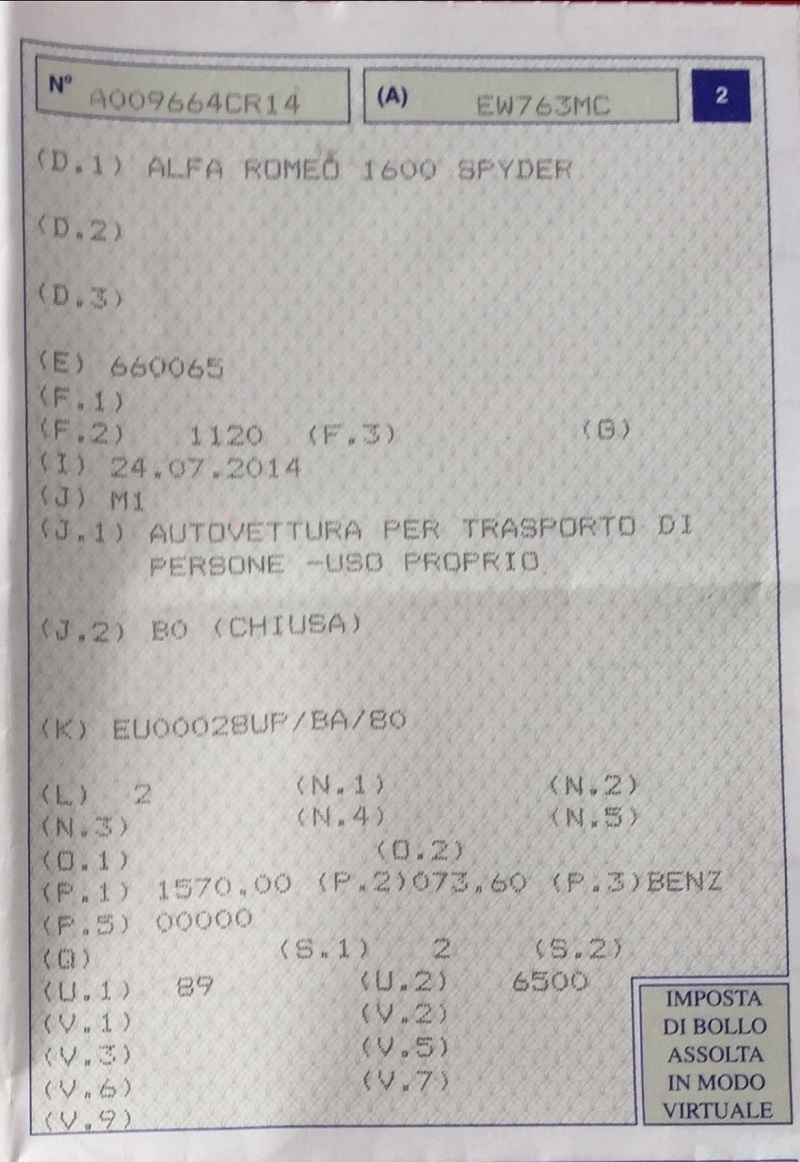 N° A009664CR14 (A) EW763MC 2
(D.1) ALFA ROMEO 1600 SPYDER
(D.2)
(D.3)
(E) 660065
(F.1)
(F.2) 1120 (F.3) (G)
(I) 24.07.2014
(J) M1
(J.1) AUTOVETTURA PER TRASPORTO DI
PERSONE -USO PROPRIO
(J.2) BO (CHIUSA)
(K) EU00028UP/BA/80
(L) 2 (N.1) (N.2)
(N.3) (N.4) (N.5)
(O.1) (O.2)
(P.1) 1570.00 (P.2)073,60 (P.3)BENZ
(P.5) 00000
(Q) (S.1) 2 (S.2)
(U.1) 89 (U.2) 6500
(V.1) (V.2)
(V.3) (V.5)
(V.6) (V.7)
(V.9)
IMPOSTA
DI BOLLO
ASSOLTA
IN MODO
VIRTUALE